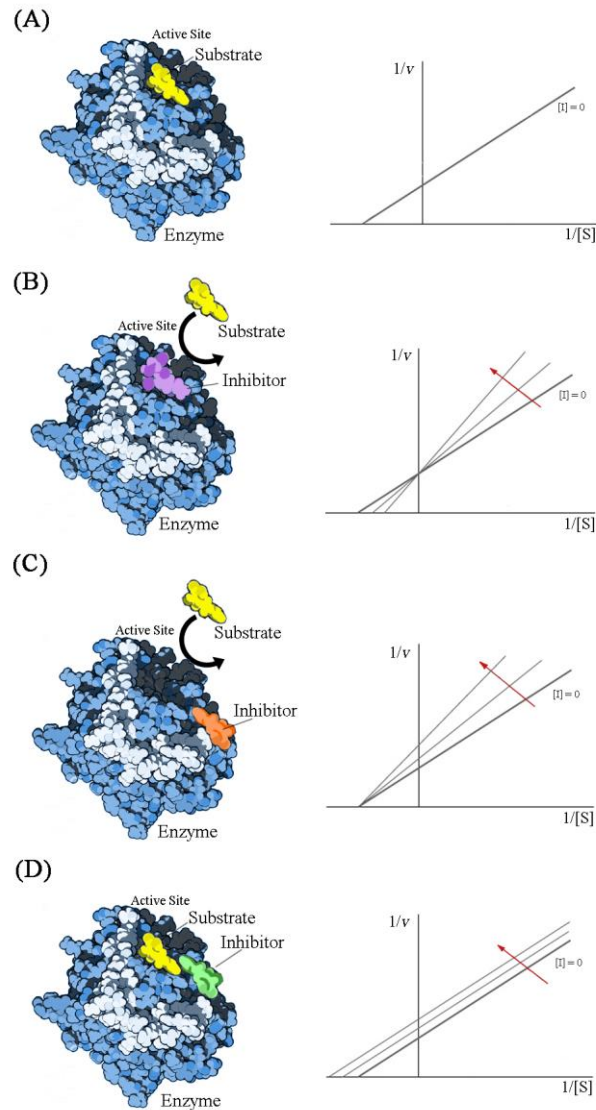 (A)
Active Site
Substrate
Enzyme
1/v
[I] = 0
1/[S]
(B)
Active Site
Substrate
Inhibitor
Enzyme
1/v
[I] = 0
1/[S]
(C)
Active Site
Substrate
Inhibitor
Enzyme
1/v
[I] = 0
1/[S]
(D)
Active Site
Substrate
Inhibitor
Enzyme
1/v
[I] = 0
1/[S]